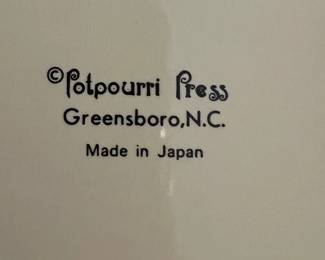 ©Potpourri Press
Greensboro,N.C.
Made in Japan